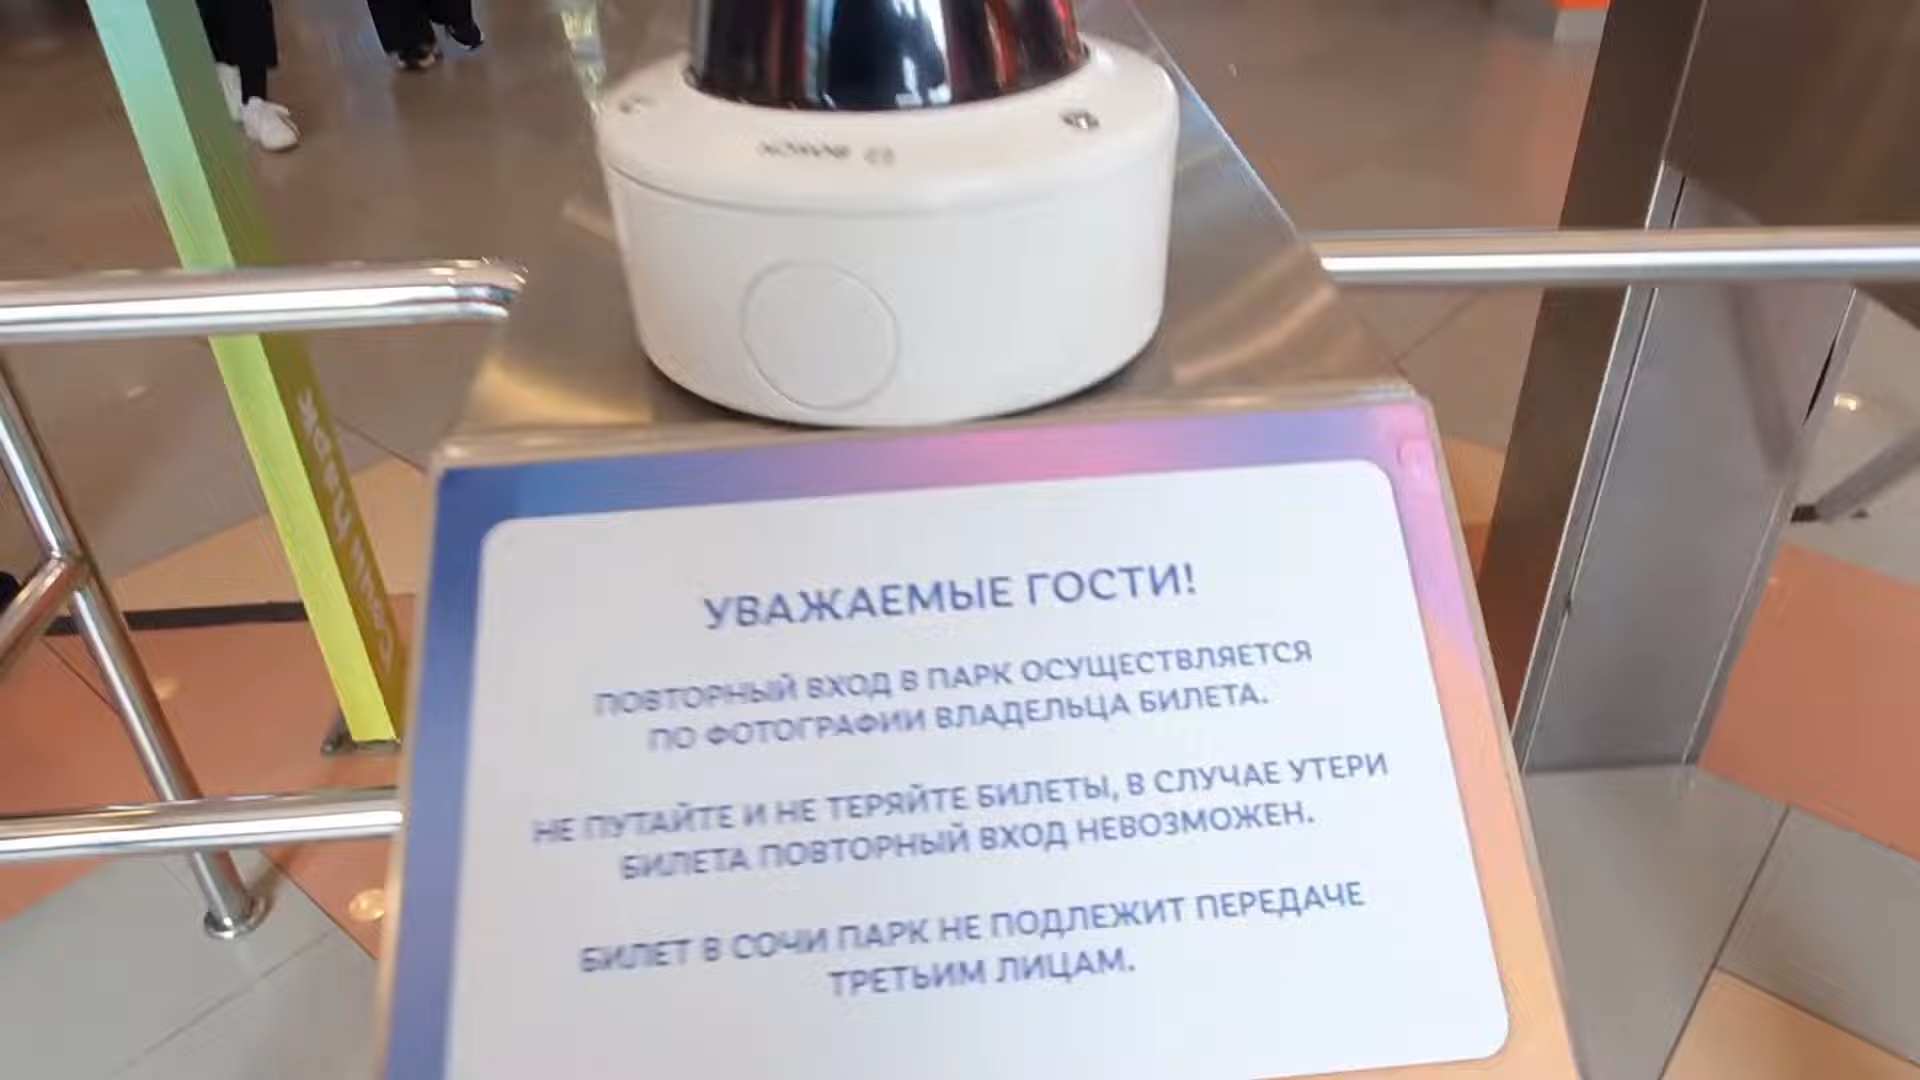 УВАЖАЕМЫЕ ГОСТИ!
ПОВТОРНЫЙ ВХОД В ПАРК ОСУЩЕСТВЛЯЕТСЯ
ПО ФОТОГРАФИИ ВЛАДЕЛЬЦА БИЛЕТА.
НЕ ПУТАЙТЕ И НЕ ТЕРЯЙТЕ БИЛЕТЫ, В СЛУЧАЕ УТЕРИ
БИЛЕТА ПОВТОРНЫЙ ВХОД НЕВОЗМОЖЕН.
БИЛЕТ В СОЧИ ПАРК НЕ ПОДЛЕЖИТ ПЕРЕДАЧЕ
ТРЕТЬИМ ЛИЦАМ.